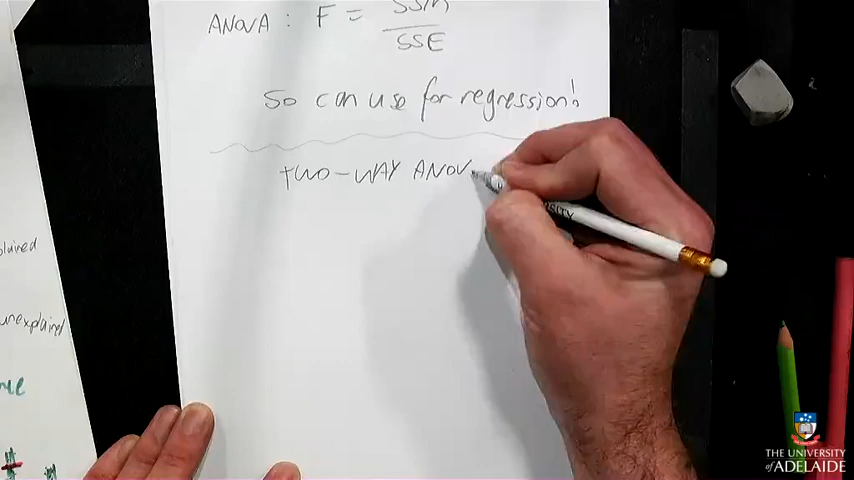 ANOVA : F = SSM
SSE
So can use for regression!
TWO-WAY ANOV
plained
unexplained
THE UNIVERSITY
of ADELAIDE